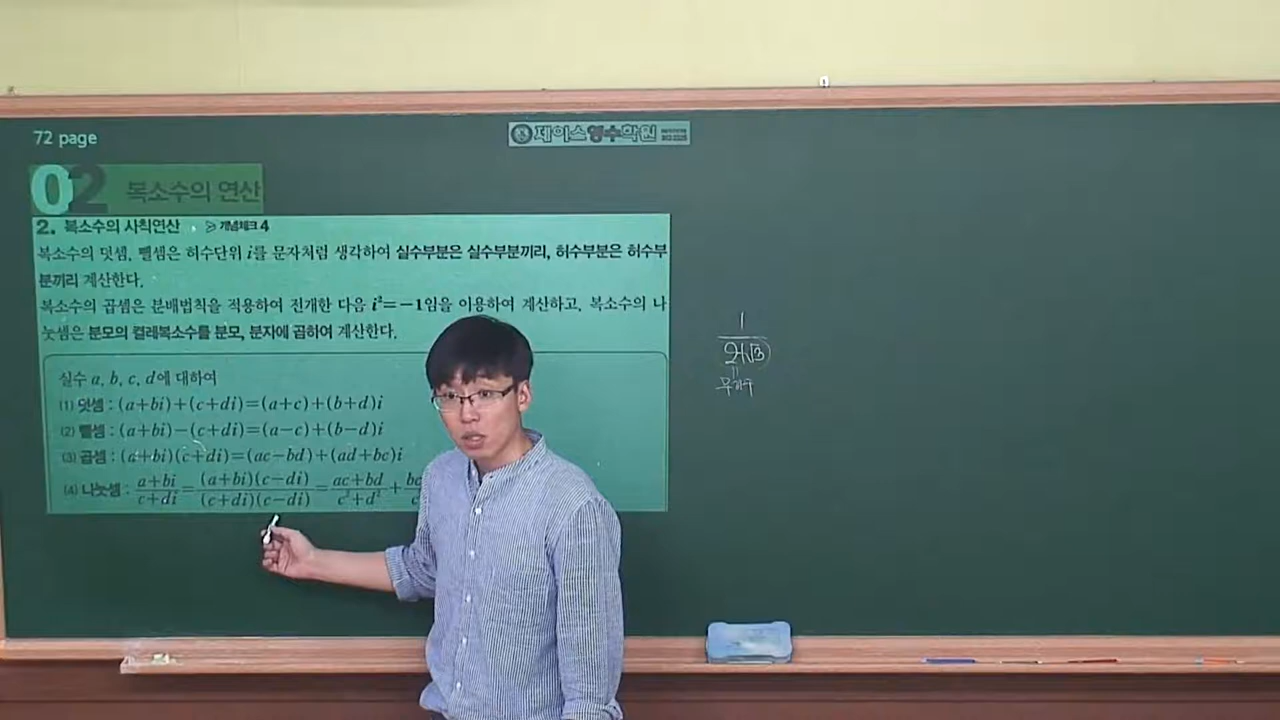 72 page
제이스영수학원
02 복소수의 연산
2. 복소수의 사칙연산 개념체크 4
복소수의 덧셈, 뺄셈은 허수단위 i를 문자처럼 생각하여 실수부분은 실수부분끼리, 허수부분은 허수부
분끼리 계산한다.
복소수의 곱셈은 분배법칙을 적용하여 전개한 다음 i²=-1임을 이용하여 계산하고, 복소수의 나
눗셈은 분모의 켤레복소수를 분모, 분자에 곱하여 계산한다.
실수 a, b, c, d에 대하여
(1) 덧셈 : (a+bi)+(c+di)=(a+c)+(b+d)i
(2) 뺄셈 : (a+bi)-(c+di)=(a-c)+(b-d)i
(3) 곱셈 : (a+bi)(c+di)=(ac-bd)+(ad+bc)i
(4) 나눗셈 : a+bi/c+di=(a+bi)(c-di)/(c+di)(c-di)=ac+bd/c²+d²+
1
2+√3
=
무리수